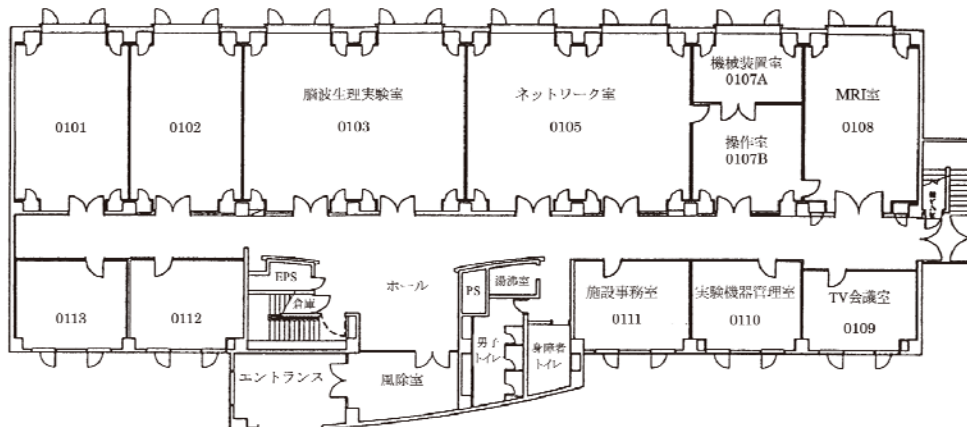 0101
0102
脳波生理実験室
0103
ネットワーク室
0105
機械装置室
0107A
操作室
0107B
MRI室
0108
0113
0112
EPS
倉庫
ホール
PS
湯沸室
男子
トイレ
身障者
トイレ
施設事務室
0111
実験機器管理室
0110
TV会議室
0109
エントランス
風除室